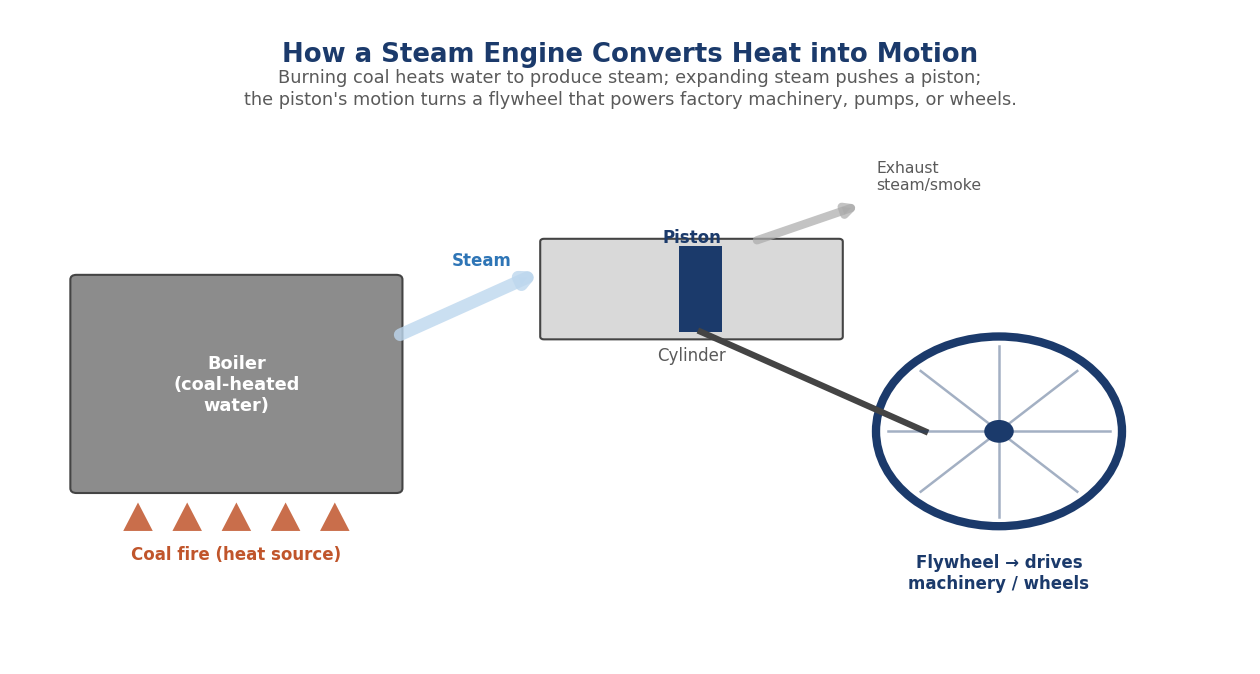 How a Steam Engine Converts Heat into Motion
Burning coal heats water to produce steam; expanding steam pushes a piston;
the piston's motion turns a flywheel that powers factory machinery, pumps, or wheels.
Exhaust
steam/smoke
Piston
Steam
Cylinder
Boiler
(coal-heated
water)
Coal fire (heat source)
Flywheel → drives
machinery / wheels